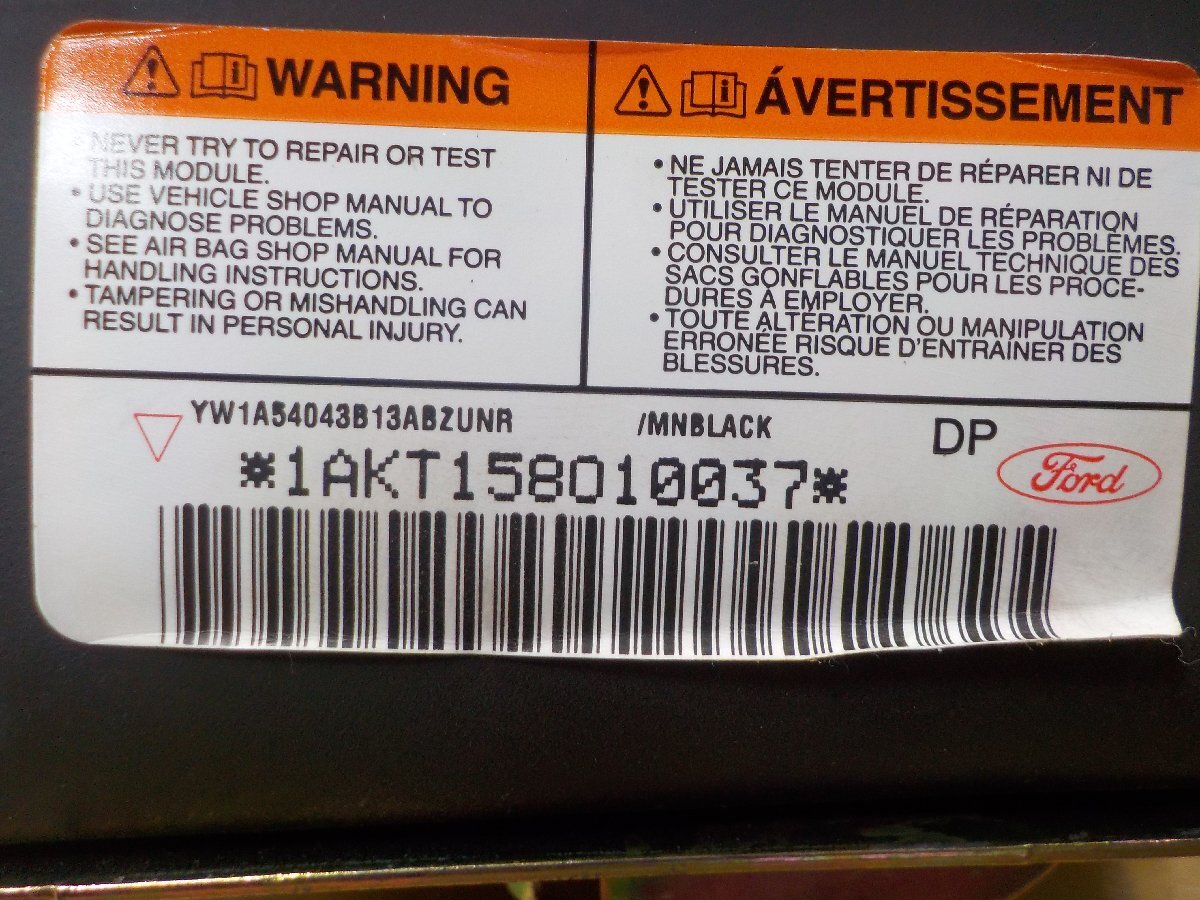 WARNING
NEVER TRY TO REPAIR OR TEST
THIS MODULE.
• USE VEHICLE SHOP MANUAL TO
DIAGNOSE PROBLEMS.
• SEE AIR BAG SHOP MANUAL FOR
HANDLING INSTRUCTIONS.
• TAMPERING OR MISHANDLING CAN
RESULT IN PERSONAL INJURY.
ÁVERTISSEMENT
• NE JAMAIS TENTER DE RÉPARER NI DE
TESTER CE MODULE.
• UTILISER LE MANUEL DE RÉPARATION
POUR DIAGNOSTIQUER LES PROBLÈMES.
• CONSULTER LE MANUEL TECHNIQUE DES
SACS GONFLABLES POUR LES PROCE-
DURES À EMPLOYER.
• TOUTE ALTÉRATION OU MANIPULATION
ERRONÉE RISQUE D'ENTRAINER DES
BLESSURES.
YW1A54043B13ABZUNR /MNBLACK DP
*1AKT158010037*
Ford